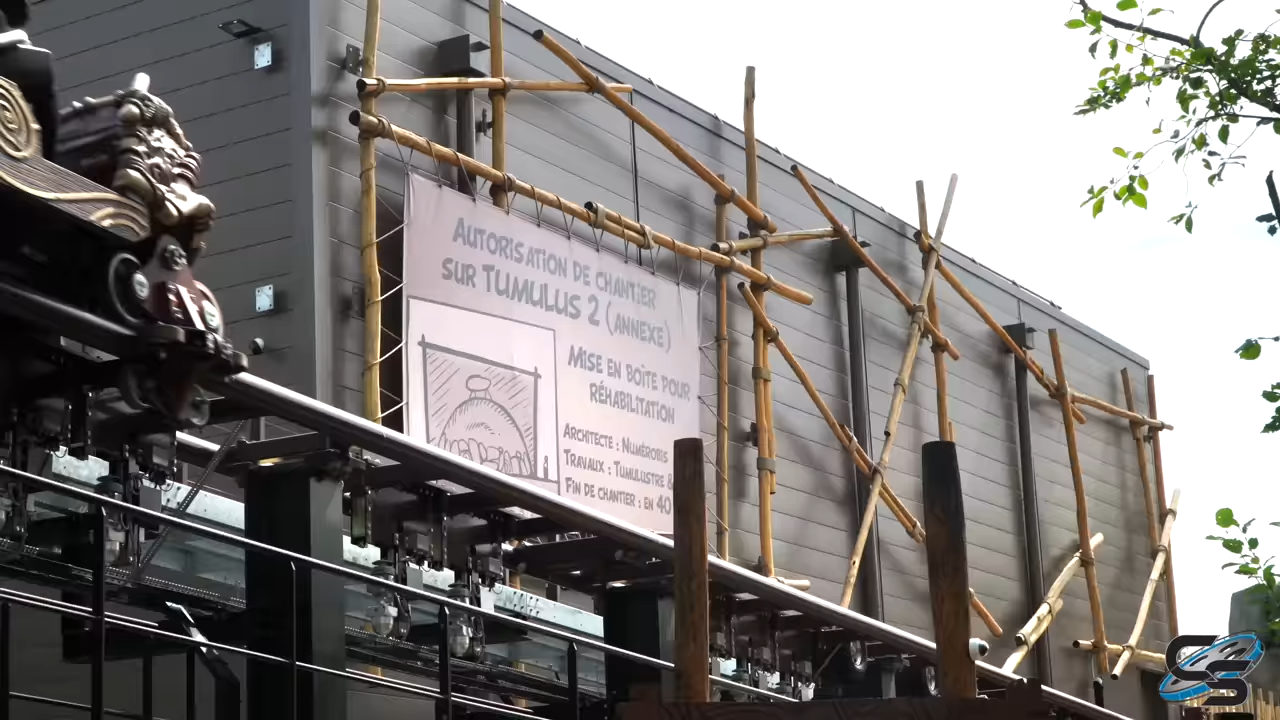 AUTORISATION DE CHANTIER
SUR TUMULUS 2 (ANNEXE)
MISE EN BOÎTE POUR
RÉHABILITATION
ARCHITECTE : NUMÉROBIS
TRAVAUX : TUMULUSTRE &
FIN DE CHANTIER : EN 40
CS